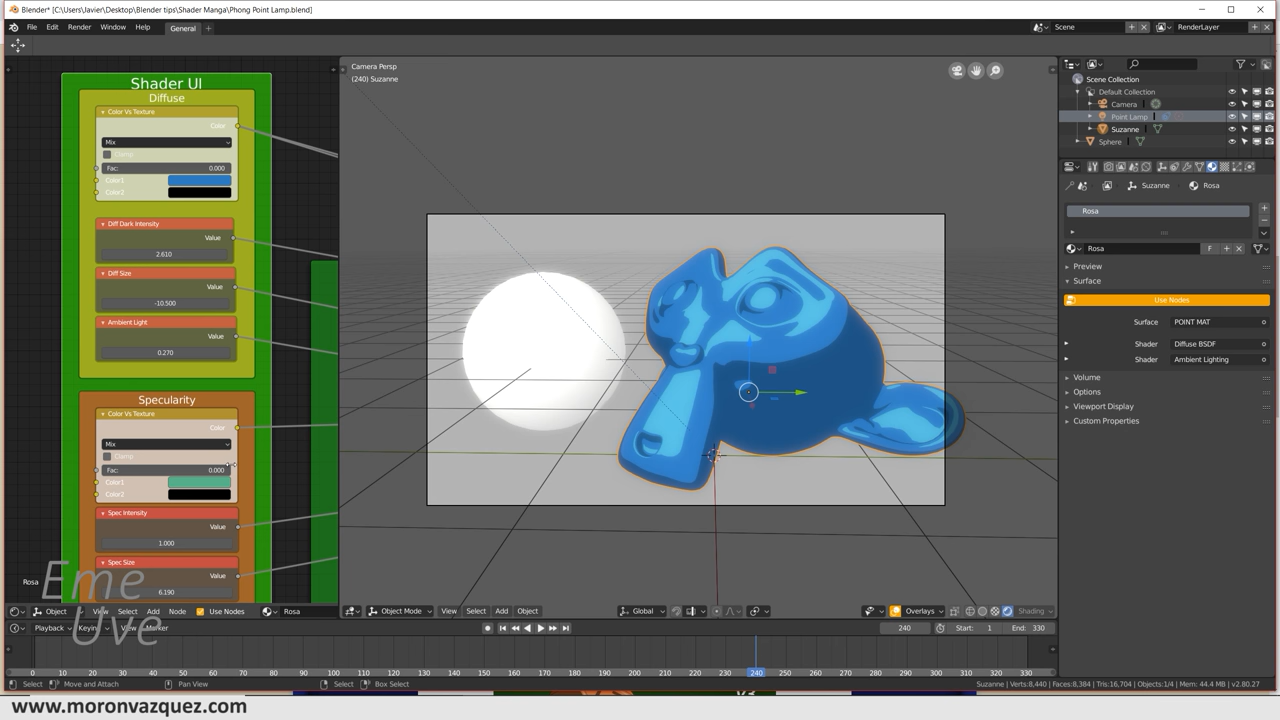 Blender* [C:\Users\Javier\Desktop\Blender tips\Shader Manga\Phong Point Lamp.blend]
File Edit Render Window Help General + Scene RenderLayer
Shader UI
Diffuse
Color Vs Texture
Color
Mix
Clamp
Fac: 0.000
Color1
Color2
Diff Dark Intensity
Value
2.610
Diff Size
Value
-10.500
Ambient Light
Value
0.270
Specularity
Color Vs Texture
Color
Mix
Clamp
Fac: 0.000
Color1
Color2
Spec Intensity
Value
1.000
Spec Size
Value
6.190
Rosa
Eme
Uve
Camera Persp
(240) Suzanne
Scene Collection
Default Collection
Camera
Point Lamp
Suzanne
Sphere
Suzanne Rosa
Rosa
Rosa F
Preview
Surface
Use Nodes
Surface POINT MAT
Shader Diffuse BSDF
Shader Ambient Lighting
Volume
Options
Viewport Display
Custom Properties
Object View Select Add Node Use Nodes Rosa
Object Mode View Select Add Object Global Overlays Shading
Playback Keying View Marker 240 Start: 1 End: 330
0 10 20 30 40 50 60 70 80 90 100 110 120 130 140 150 160 170 180 190 200 210 220 230 240 250 260 270 280 290 300 310 320 330
Select Move and Attach Pan View Select Box Select Suzanne | Verts:8,440 | Faces:8,384 | Tris:16,704 | Objects:1/4 | Mem: 44.4 MB | v2.80.27
www.moronvazquez.com